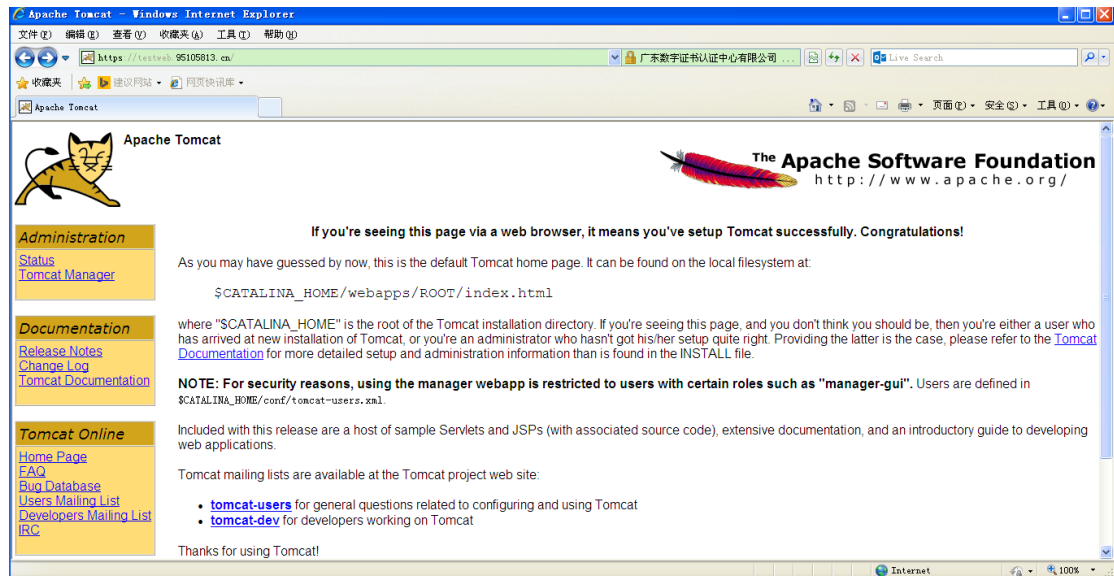 Apache Tomcat - Windows Internet Explorer
文件(F) 编辑(E) 查看(V) 收藏夹(A) 工具(T) 帮助(H)
https://testweb.95105813.cn/ 广东数字证书认证中心有限公司 ... Live Search
收藏夹 建议网站 网页快讯库
Apache Tomcat 页面(P) 安全(S) 工具(O)
Apache Tomcat
The Apache Software Foundation
http://www.apache.org/
Administration
Status
Tomcat Manager
Documentation
Release Notes
Change Log
Tomcat Documentation
Tomcat Online
Home Page
FAQ
Bug Database
Users Mailing List
Developers Mailing List
IRC
If you're seeing this page via a web browser, it means you've setup Tomcat successfully. Congratulations!
As you may have guessed by now, this is the default Tomcat home page. It can be found on the local filesystem at:
$CATALINA_HOME/webapps/ROOT/index.html
where "$CATALINA_HOME" is the root of the Tomcat installation directory. If you're seeing this page, and you don't think you should be, then you're either a user who
has arrived at new installation of Tomcat, or you're an administrator who hasn't got his/her setup quite right. Providing the latter is the case, please refer to the Tomcat
Documentation for more detailed setup and administration information than is found in the INSTALL file.
NOTE: For security reasons, using the manager webapp is restricted to users with certain roles such as "manager-gui". Users are defined in
$CATALINA_HOME/conf/tomcat-users.xml.
Included with this release are a host of sample Servlets and JSPs (with associated source code), extensive documentation, and an introductory guide to developing
web applications.
Tomcat mailing lists are available at the Tomcat project web site:
• tomcat-users for general questions related to configuring and using Tomcat
• tomcat-dev for developers working on Tomcat
Thanks for using Tomcat!
Internet 100%